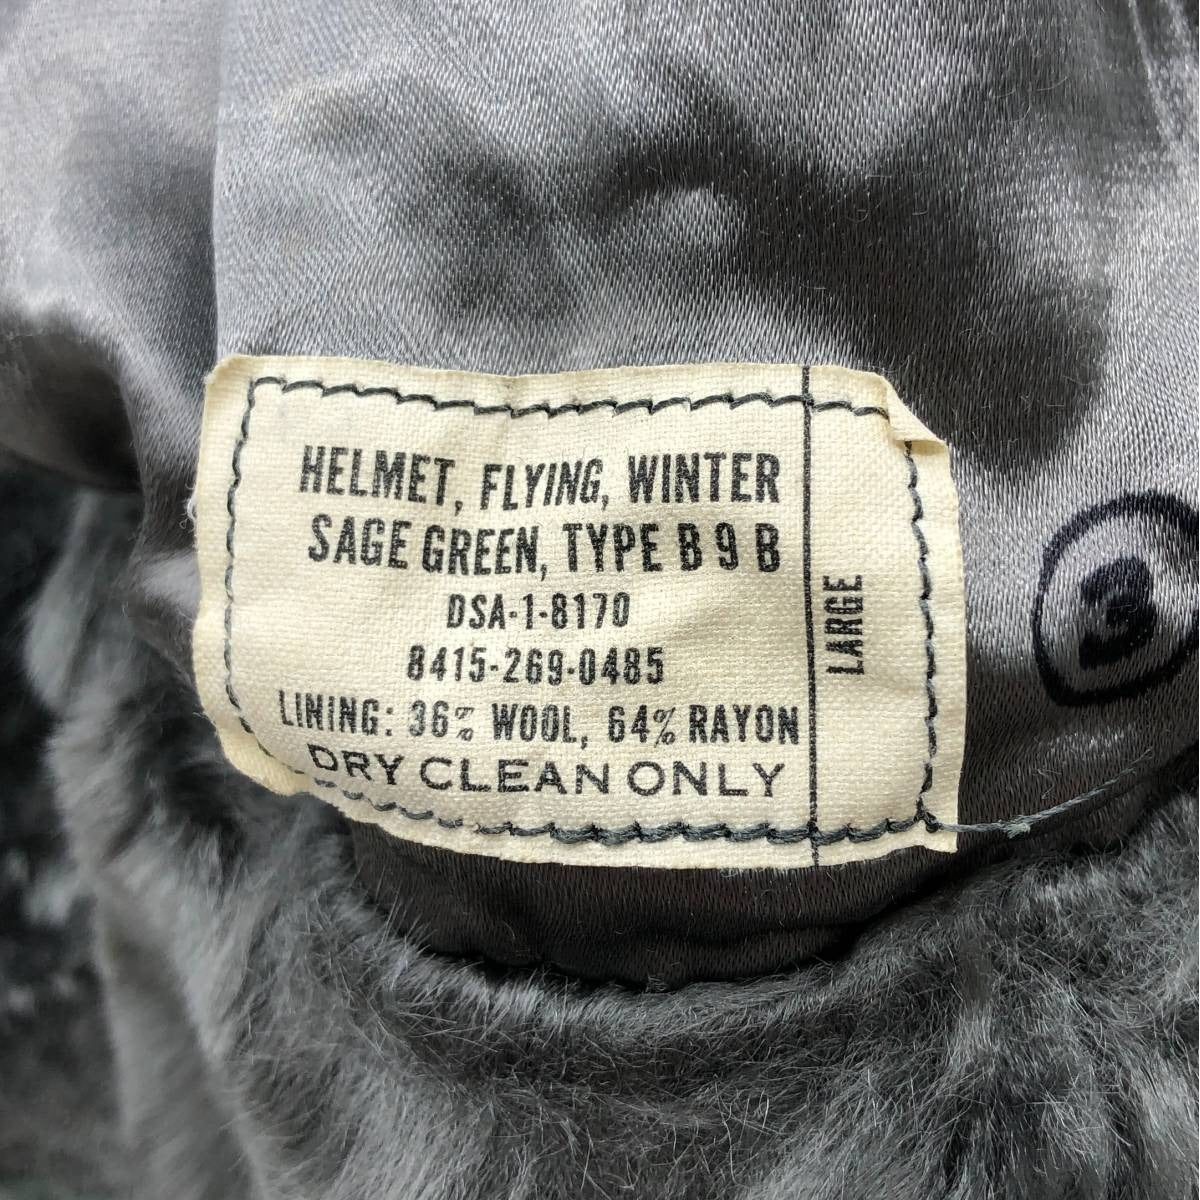 HELMET, FLYING, WINTER
SAGE GREEN, TYPE B 9 B
DSA-1-8170
8415-269-0485
LINING: 36% WOOL, 64% RAYON
DRY CLEAN ONLY
LARGE
3